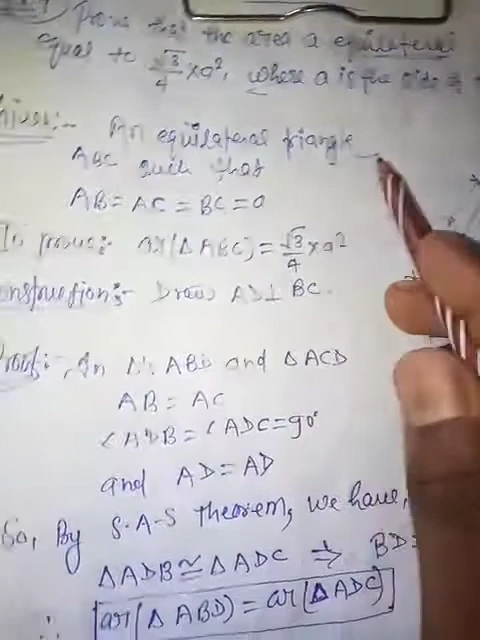 Prove that the area a equilateral
equal to √3/4 × a², where a is the side of
Given:- An equilateral triangle
ABC such that
AB = AC = BC = a
To prove:- ar(ΔABC) = √3/4 × a²
Construction:- Draw AD⊥BC.
Proof:- In Δ's ABD and ΔACD
AB = AC
∠ADB = ∠ADC = 90°
and AD = AD
So, By S-A-S Theorem, we have,
ΔADB ≅ ΔADC ⇒ BD =
∴ [ar(ΔABD) = ar(ΔADC)]